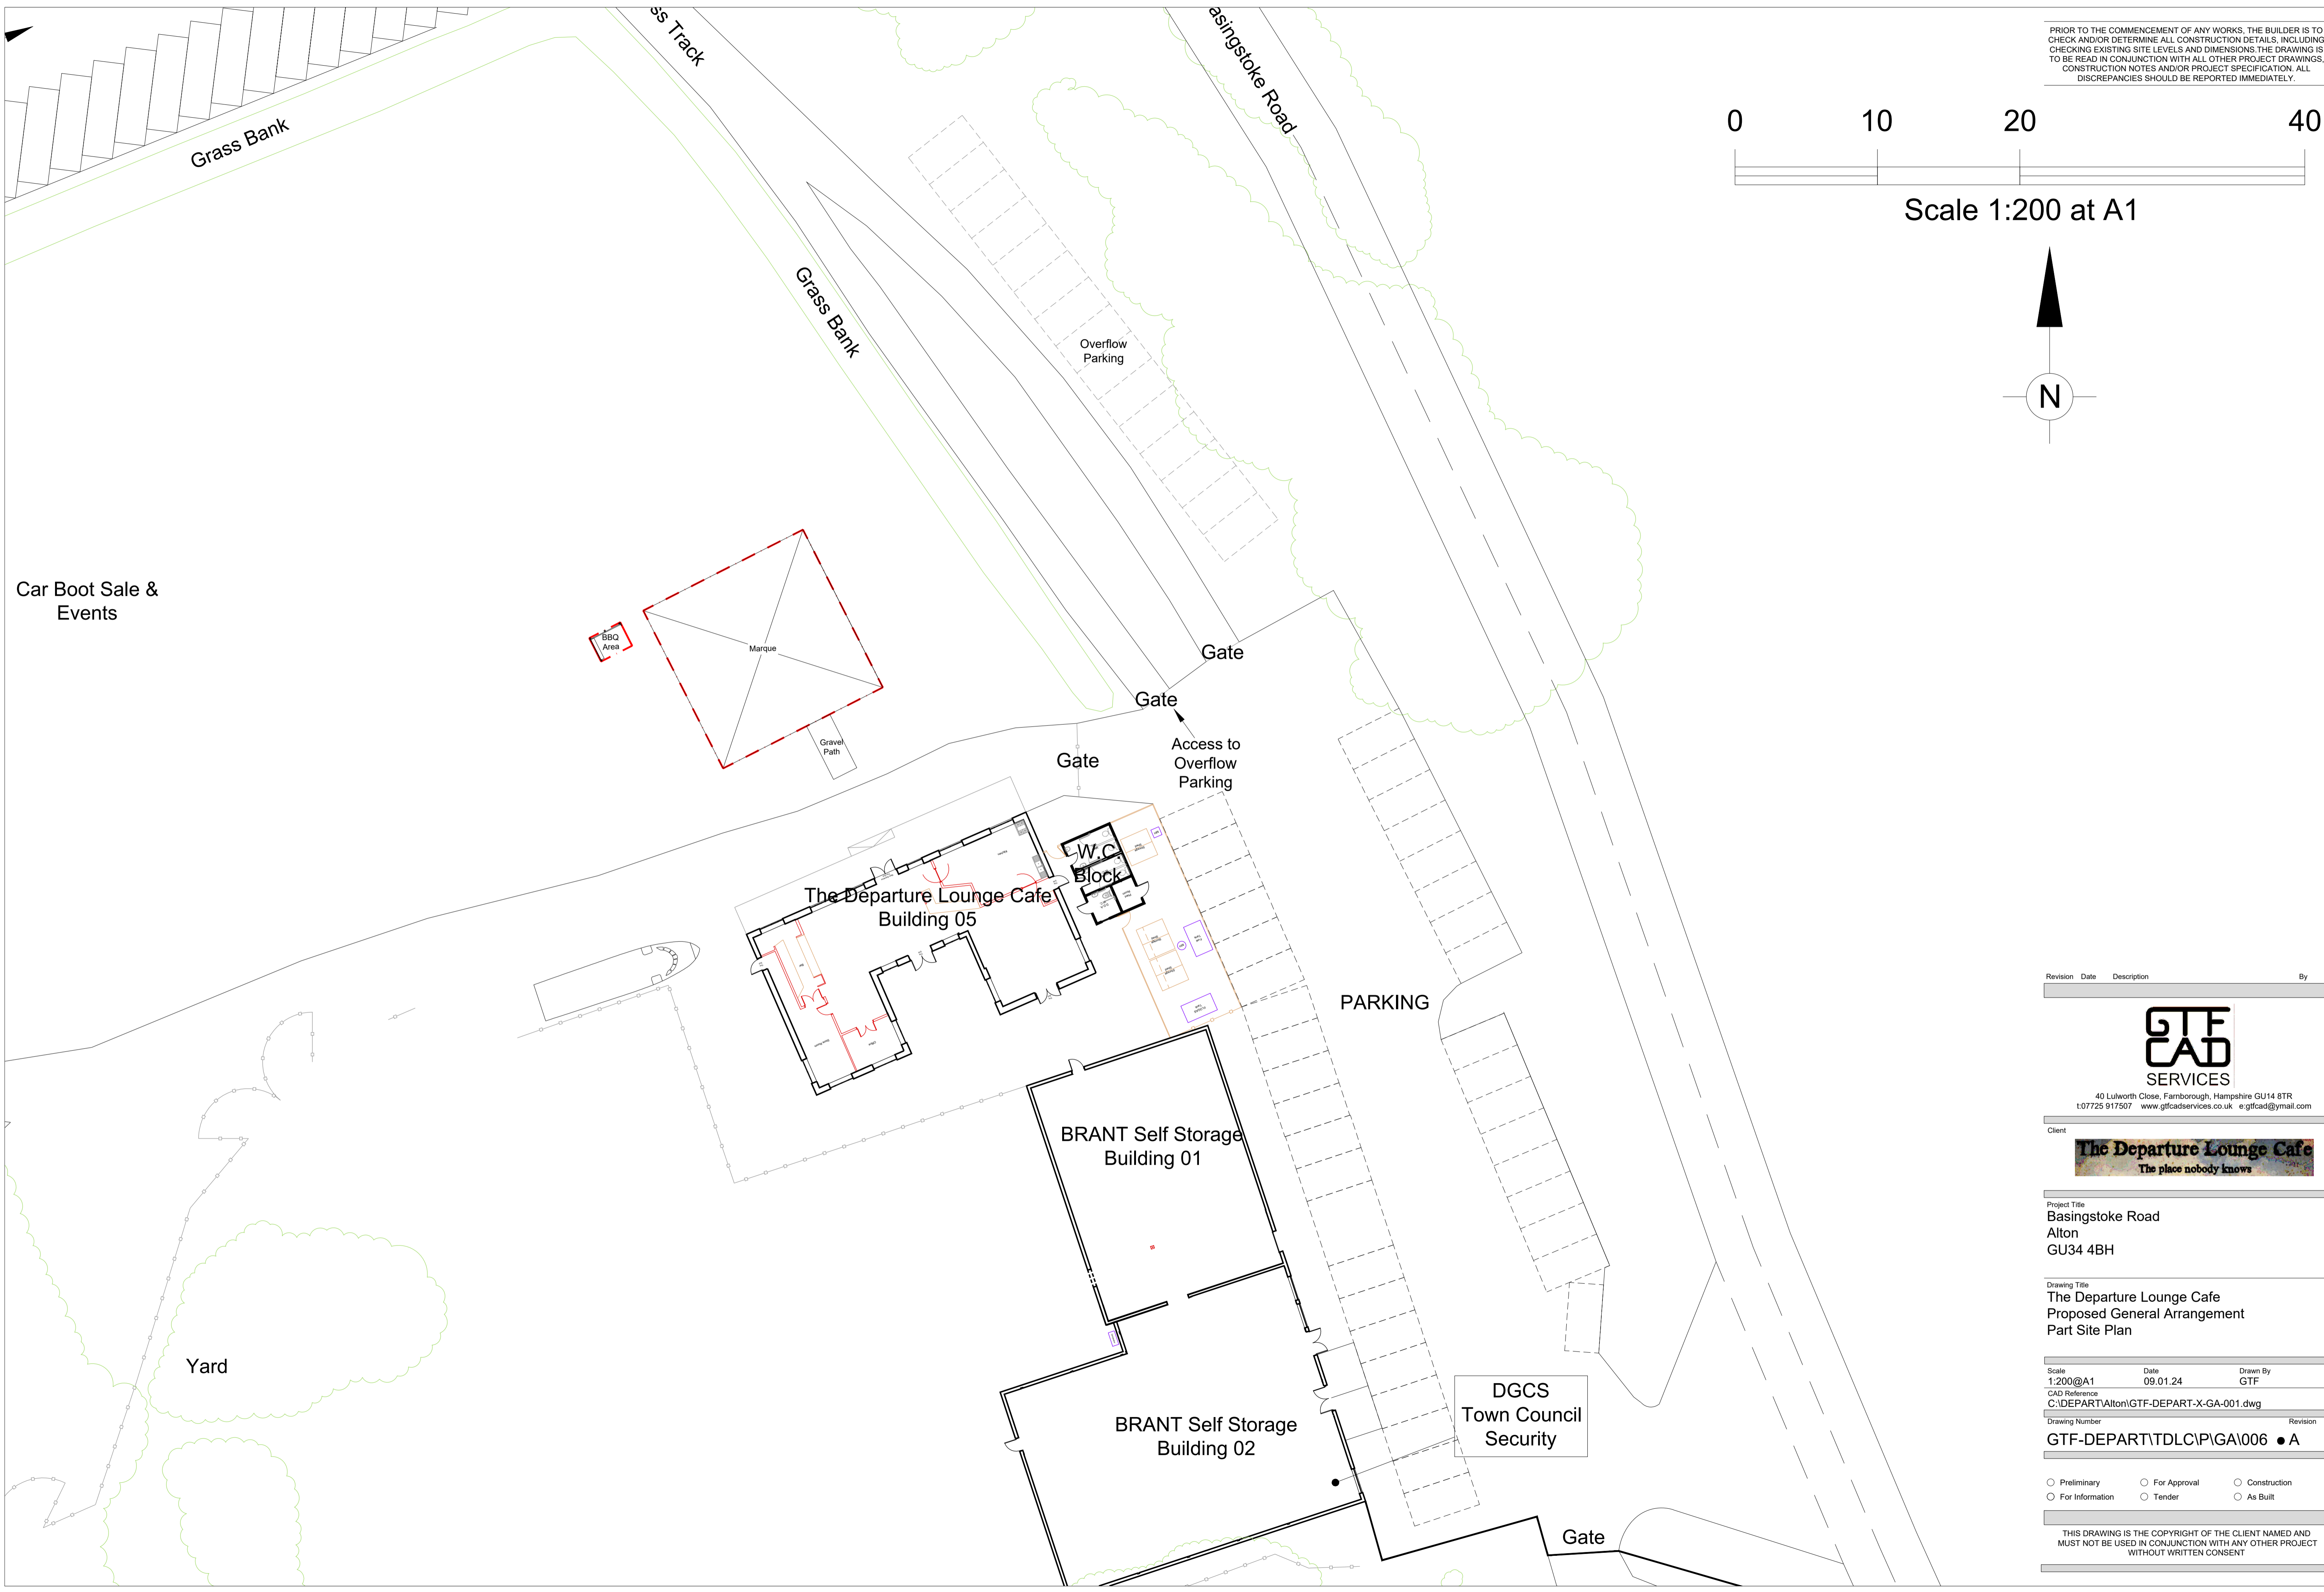 ss Track
asingstoke Road
Grass Bank
Grass Bank
Overflow
Parking
Car Boot Sale &
Events
BBQ
Area
Marque
Gravel
Path
Gate
Gate
Gate
Access to
Overflow
Parking
W.C.
Block
The Departure Lounge Cafe
Building 05
PARKING
BRANT Self Storage
Building 01
BRANT Self Storage
Building 02
Yard
DGCS
Town Council
Security
Gate
PRIOR TO THE COMMENCEMENT OF ANY WORKS, THE BUILDER IS TO
CHECK AND/OR DETERMINE ALL CONSTRUCTION DETAILS, INCLUDING
CHECKING EXISTING SITE LEVELS AND DIMENSIONS.THE DRAWING IS
TO BE READ IN CONJUNCTION WITH ALL OTHER PROJECT DRAWINGS,
CONSTRUCTION NOTES AND/OR PROJECT SPECIFICATION. ALL
DISCREPANCIES SHOULD BE REPORTED IMMEDIATELY.
0 10 20 40
Scale 1:200 at A1
N
Revision Date Description By
GTF
CAD
SERVICES
40 Lulworth Close, Farnborough, Hampshire GU14 8TR
t:07725 917507 www.gtfcadservices.co.uk e:gtfcad@ymail.com
Client
The Departure Lounge Cafe
The place nobody knows
Project Title
Basingstoke Road
Alton
GU34 4BH
Drawing Title
The Departure Lounge Cafe
Proposed General Arrangement
Part Site Plan
Scale Date Drawn By
1:200@A1 09.01.24 GTF
CAD Reference
C:\DEPART\Alton\GTF-DEPART-X-GA-001.dwg
Drawing Number Revision
GTF-DEPART\TDLC\P\GA\006 ● A
Preliminary For Approval Construction
For Information Tender As Built
THIS DRAWING IS THE COPYRIGHT OF THE CLIENT NAMED AND
MUST NOT BE USED IN CONJUNCTION WITH ANY OTHER PROJECT
WITHOUT WRITTEN CONSENT